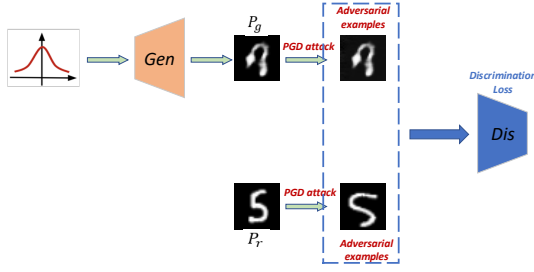 P_g
Adversarial
examples
Gen
PGD attack
Discrimination
Loss
Dis
PGD attack
P_r
Adversarial
examples